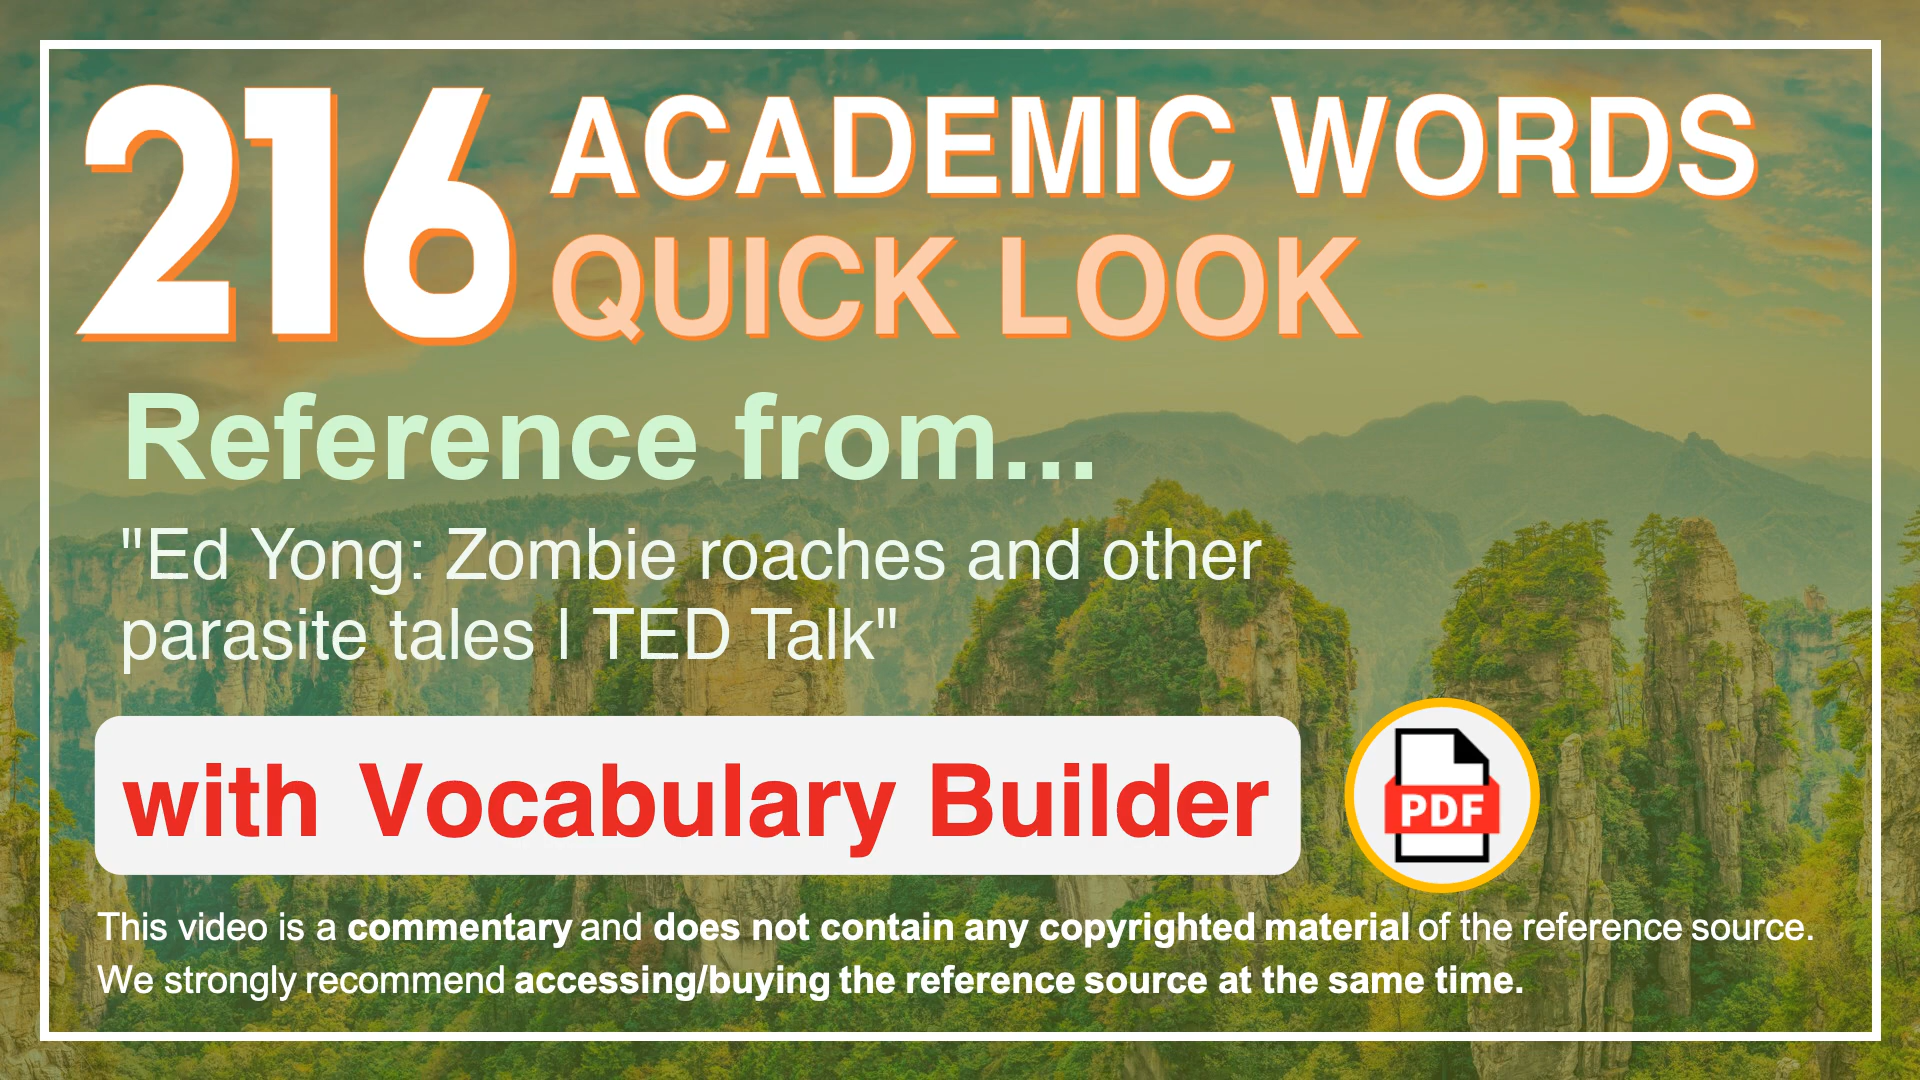 216 ACADEMIC WORDS
QUICK LOOK
Reference from...
"Ed Yong: Zombie roaches and other
parasite tales | TED Talk"
with Vocabulary Builder
PDF
This video is a commentary and does not contain any copyrighted material of the reference source.
We strongly recommend accessing/buying the reference source at the same time.